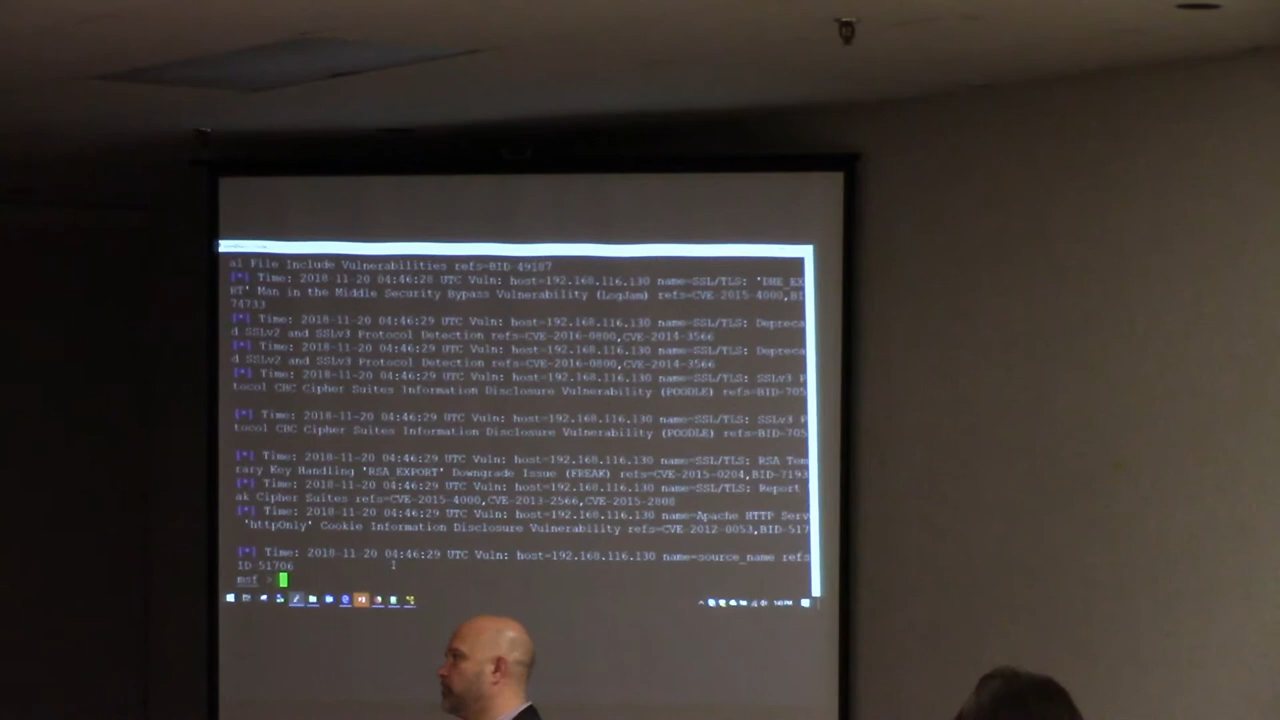 al File Include Vulnerabilities refs=BID-49187
[*] Time: 2018-11-20 04:46:28 UTC Vuln: host=192.168.116.130 name=SSL/TLS: 'DHE_EX
RT' Man in the Middle Security Bypass Vulnerability (LogJam) refs=CVE-2015-4000,BI
74733
[*] Time: 2018-11-20 04:46:29 UTC Vuln: host=192.168.116.130 name=SSL/TLS: Depreca
d SSLv2 and SSLv3 Protocol Detection refs=CVE-2016-0800,CVE-2014-3566
[*] Time: 2018-11-20 04:46:29 UTC Vuln: host=192.168.116.130 name=SSL/TLS: Depreca
d SSLv2 and SSLv3 Protocol Detection refs=CVE-2016-0800,CVE-2014-3566
[*] Time: 2018-11-20 04:46:29 UTC Vuln: host=192.168.116.130 name=SSL/TLS: SSLv3 P
tocol CBC Cipher Suites Information Disclosure Vulnerability (POODLE) refs=BID-705
[*] Time: 2018-11-20 04:46:29 UTC Vuln: host=192.168.116.130 name=SSL/TLS: SSLv3 P
tocol CBC Cipher Suites Information Disclosure Vulnerability (POODLE) refs=BID-705
[*] Time: 2018-11-20 04:46:29 UTC Vuln: host=192.168.116.130 name=SSL/TLS: RSA Tem
rary Key Handling 'RSA_EXPORT' Downgrade Issue (FREAK) refs=CVE-2015-0204,BID-7193
[*] Time: 2018-11-20 04:46:29 UTC Vuln: host=192.168.116.130 name=SSL/TLS: Report
ak Cipher Suites refs=CVE-2015-4000,CVE-2013-2566,CVE-2015-2808
[*] Time: 2018-11-20 04:46:29 UTC Vuln: host=192.168.116.130 name=Apache HTTP Serv
'httpOnly' Cookie Information Disclosure Vulnerability refs=CVE-2012-0053,BID-517
[*] Time: 2018-11-20 04:46:29 UTC Vuln: host=192.168.116.130 name=source_name refs
ID-51706
msf >